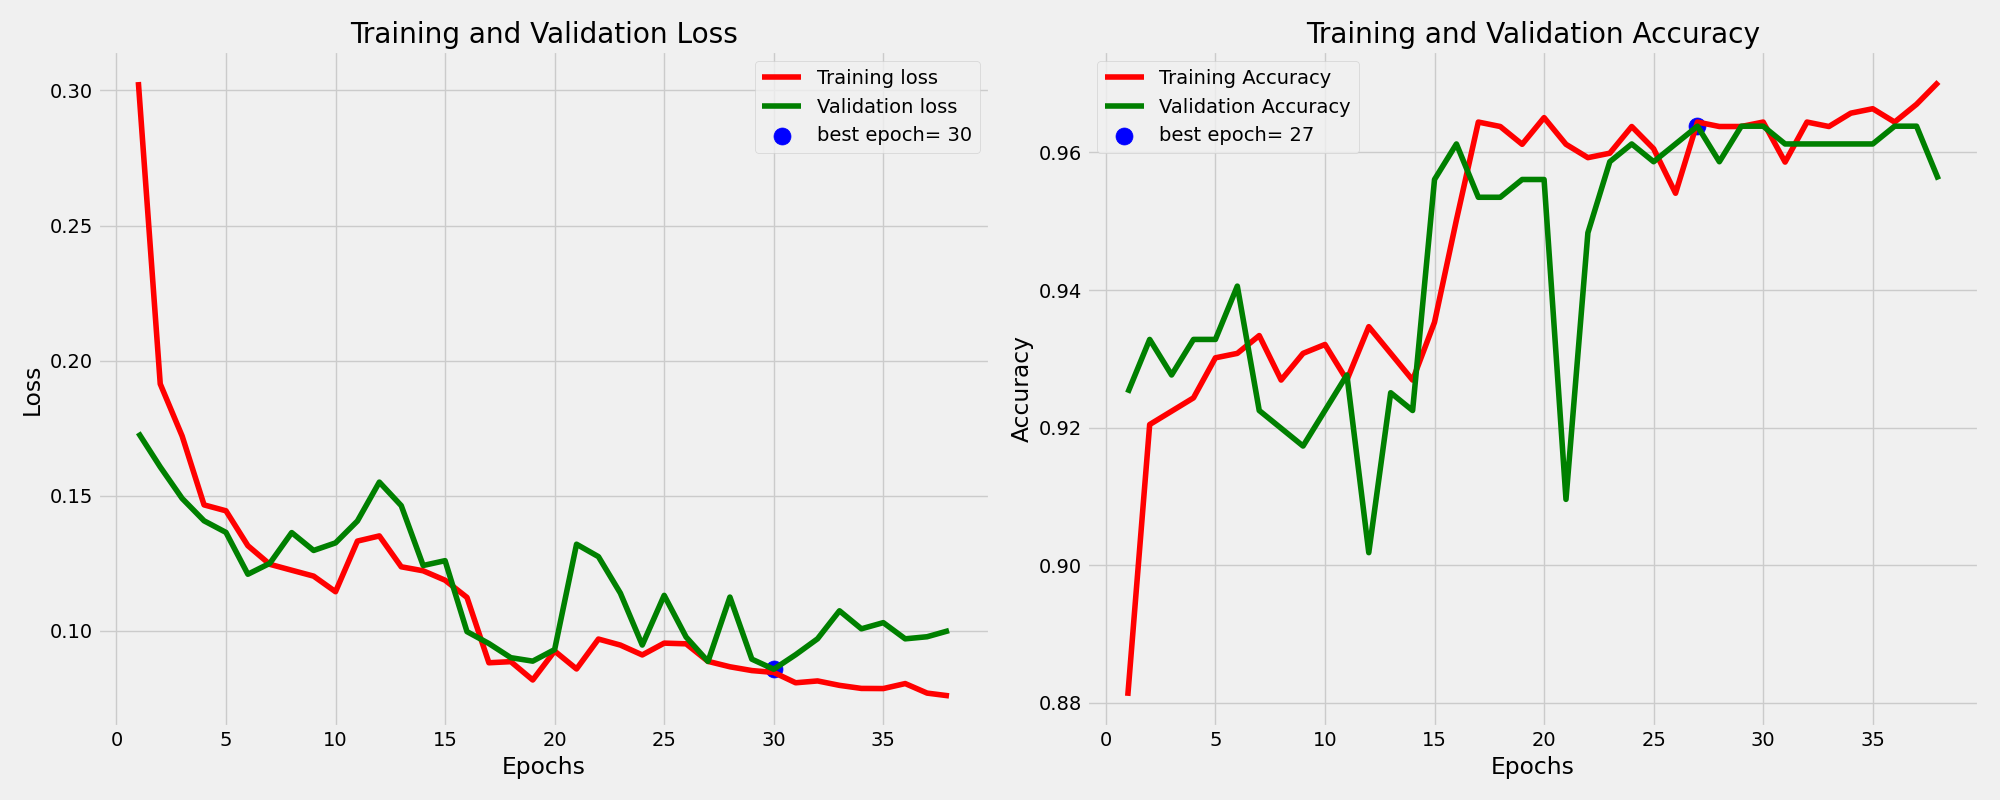 Training and Validation Loss
Training loss
Validation loss
best epoch= 30
0.30
0.25
0.20
0.15
0.10
Loss
0 5 10 15 20 25 30 35
Epochs
Training and Validation Accuracy
Training Accuracy
Validation Accuracy
best epoch= 27
0.96
0.94
0.92
0.90
0.88
Accuracy
0 5 10 15 20 25 30 35
Epochs